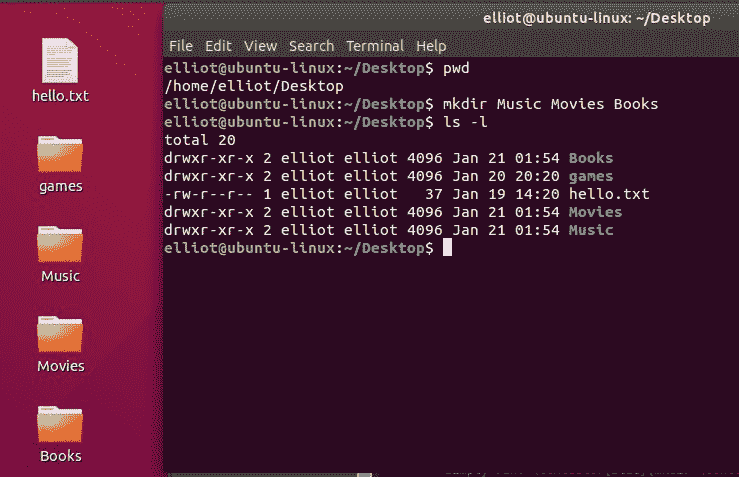 elliot@ubuntu-linux: ~/Desktop
File Edit View Search Terminal Help
elliot@ubuntu-linux:~/Desktop$ pwd
/home/elliot/Desktop
elliot@ubuntu-linux:~/Desktop$ mkdir Music Movies Books
elliot@ubuntu-linux:~/Desktop$ ls -l
total 20
drwxr-xr-x 2 elliot elliot 4096 Jan 21 01:54 Books
drwxr-xr-x 2 elliot elliot 4096 Jan 20 20:20 games
-rw-r--r-- 1 elliot elliot   37 Jan 19 14:20 hello.txt
drwxr-xr-x 2 elliot elliot 4096 Jan 21 01:54 Movies
drwxr-xr-x 2 elliot elliot 4096 Jan 21 01:54 Music
elliot@ubuntu-linux:~/Desktop$
hello.txt
games
Music
Movies
Books